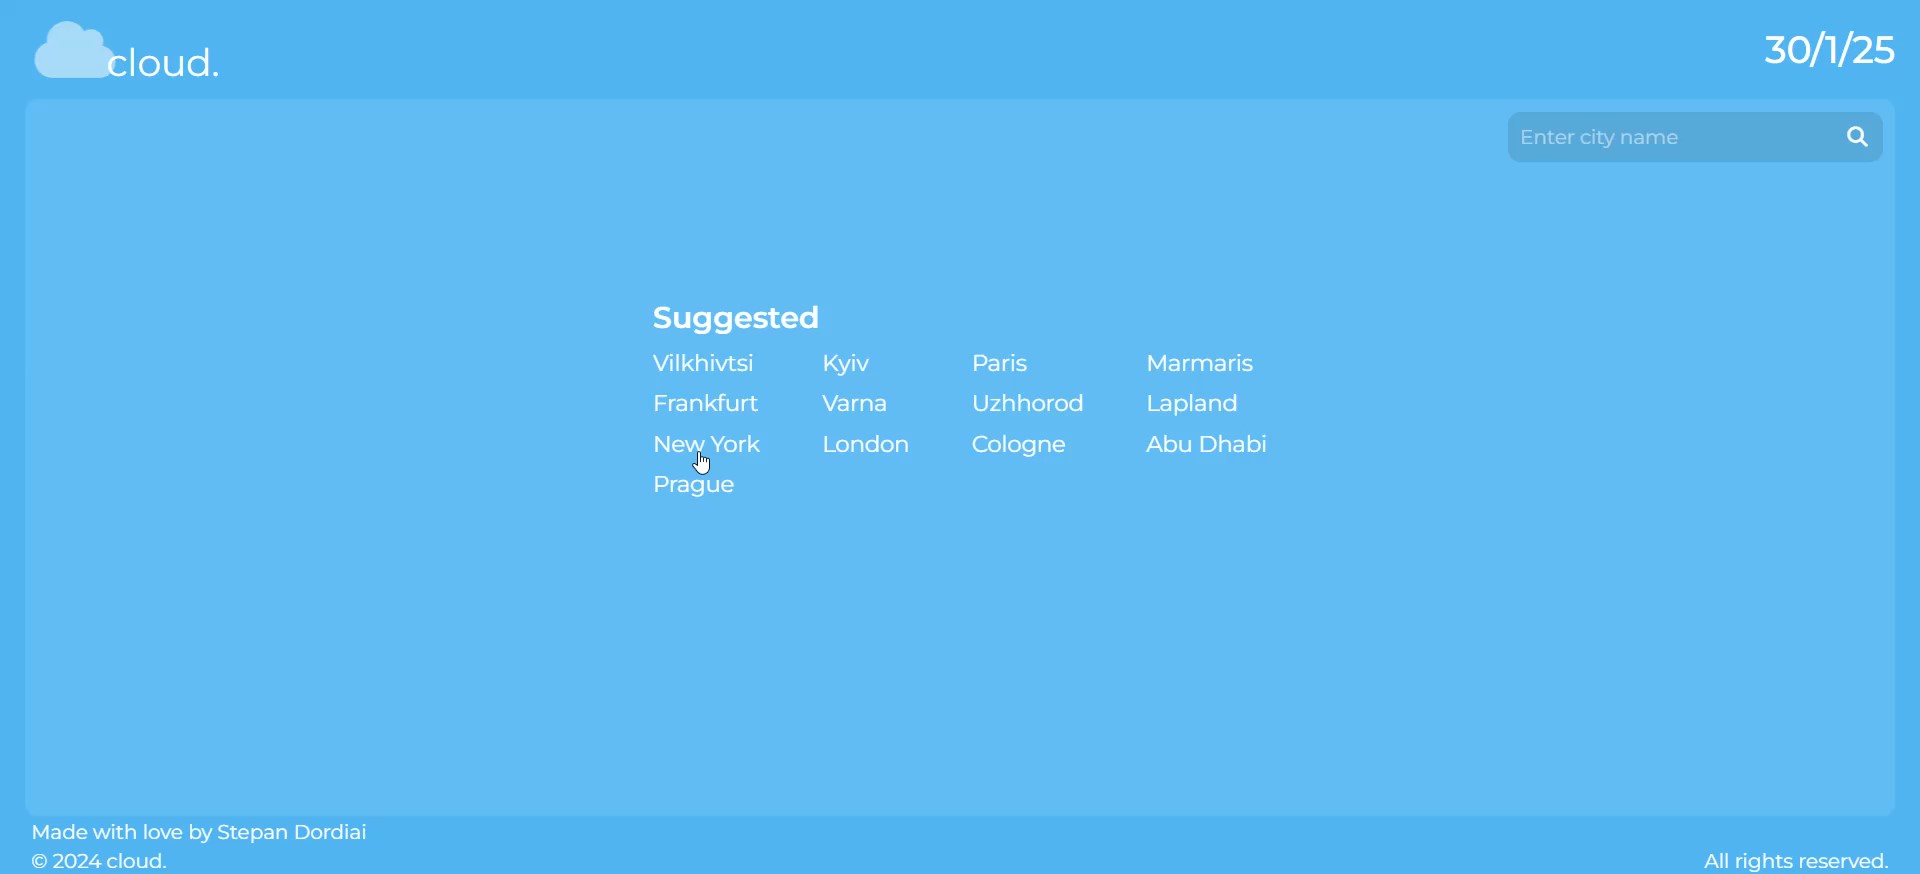 cloud.
30/1/25
Enter city name
Suggested
Vilkhivtsi Kyiv Paris Marmaris
Frankfurt Varna Uzhhorod Lapland
New York London Cologne Abu Dhabi
Prague
Made with love by Stepan Dordiai
© 2024 cloud.
All rights reserved.